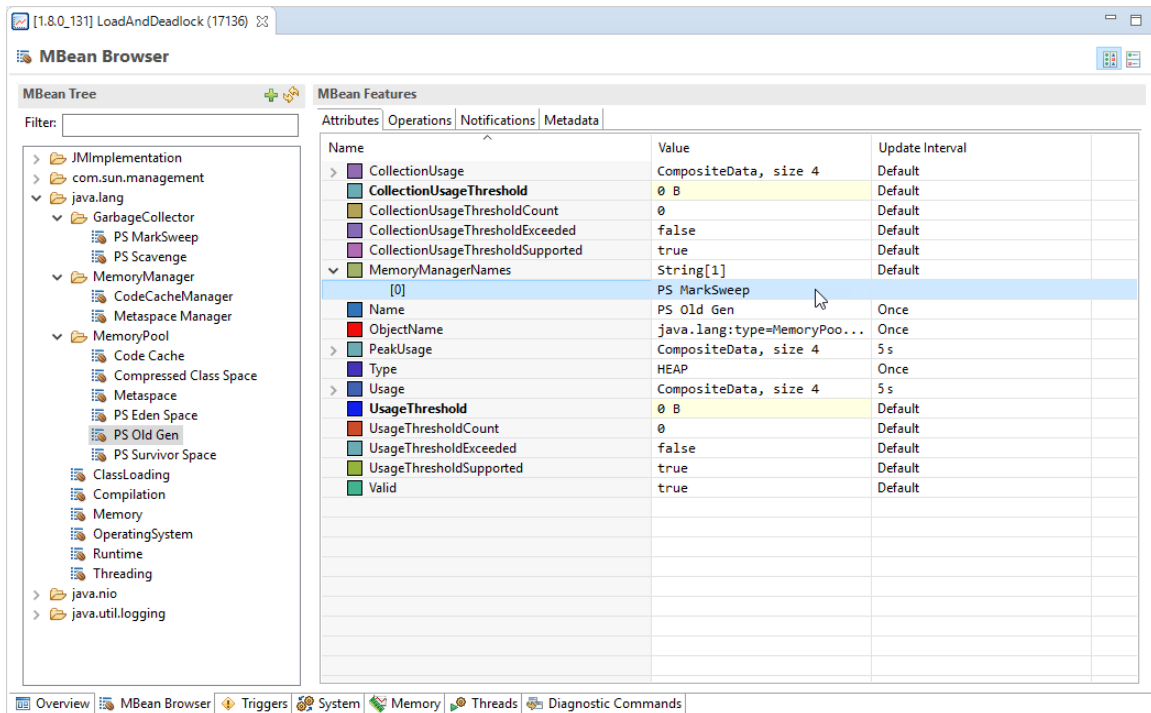 [1.8.0_131] LoadAndDeadlock (17136)
MBean Browser
MBean Tree
Filter:
JMImplementation
com.sun.management
java.lang
GarbageCollector
PS MarkSweep
PS Scavenge
MemoryManager
CodeCacheManager
Metaspace Manager
MemoryPool
Code Cache
Compressed Class Space
Metaspace
PS Eden Space
PS Old Gen
PS Survivor Space
ClassLoading
Compilation
Memory
OperatingSystem
Runtime
Threading
java.nio
java.util.logging
MBean Features
Attributes Operations Notifications Metadata
Name Value Update Interval
CollectionUsage CompositeData, size 4 Default
CollectionUsageThreshold 0 B Default
CollectionUsageThresholdCount 0 Default
CollectionUsageThresholdExceeded false Default
CollectionUsageThresholdSupported true Default
MemoryManagerNames String[1] Default
[0] PS MarkSweep
Name PS Old Gen Once
ObjectName java.lang:type=MemoryPoo... Once
PeakUsage CompositeData, size 4 5 s
Type HEAP Once
Usage CompositeData, size 4 5 s
UsageThreshold 0 B Default
UsageThresholdCount 0 Default
UsageThresholdExceeded false Default
UsageThresholdSupported true Default
Valid true Default
Overview MBean Browser Triggers System Memory Threads Diagnostic Commands